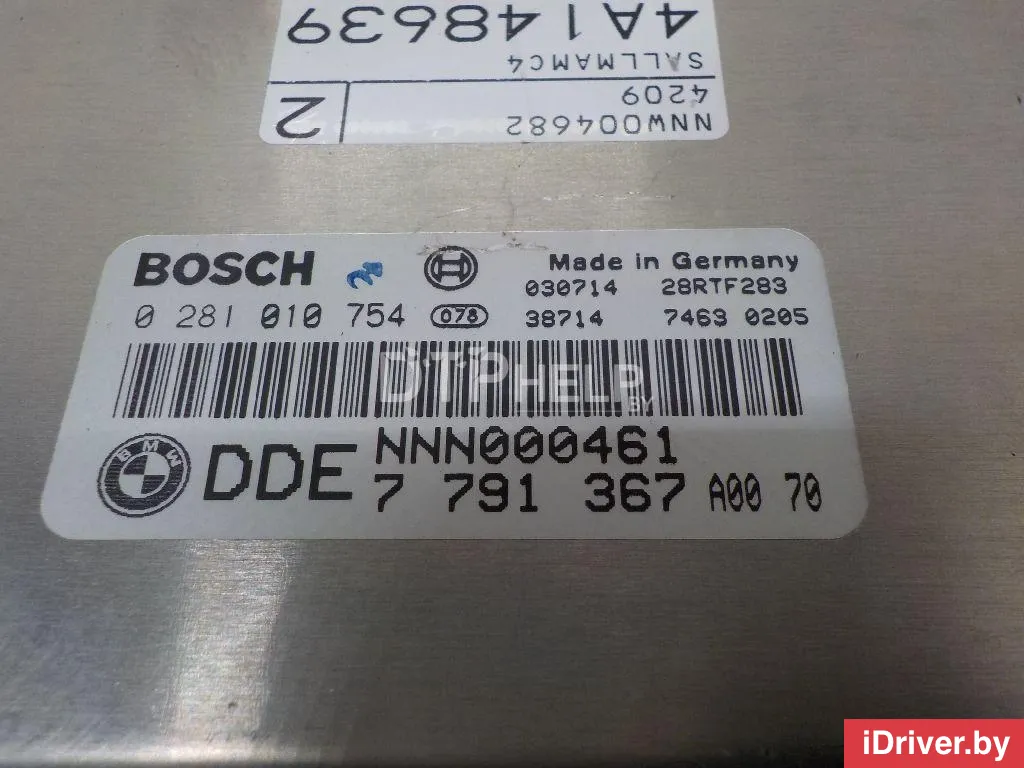 4A148639
SALLMAMC4
4209
NNW004682
2
BOSCH
Made in Germany
030714 28RTF283
0 281 010 754 078 38714 7463 0205
DTPHELP.BY
BMW
DDE NNN000461
7 791 367 A00 70
iDriver.by